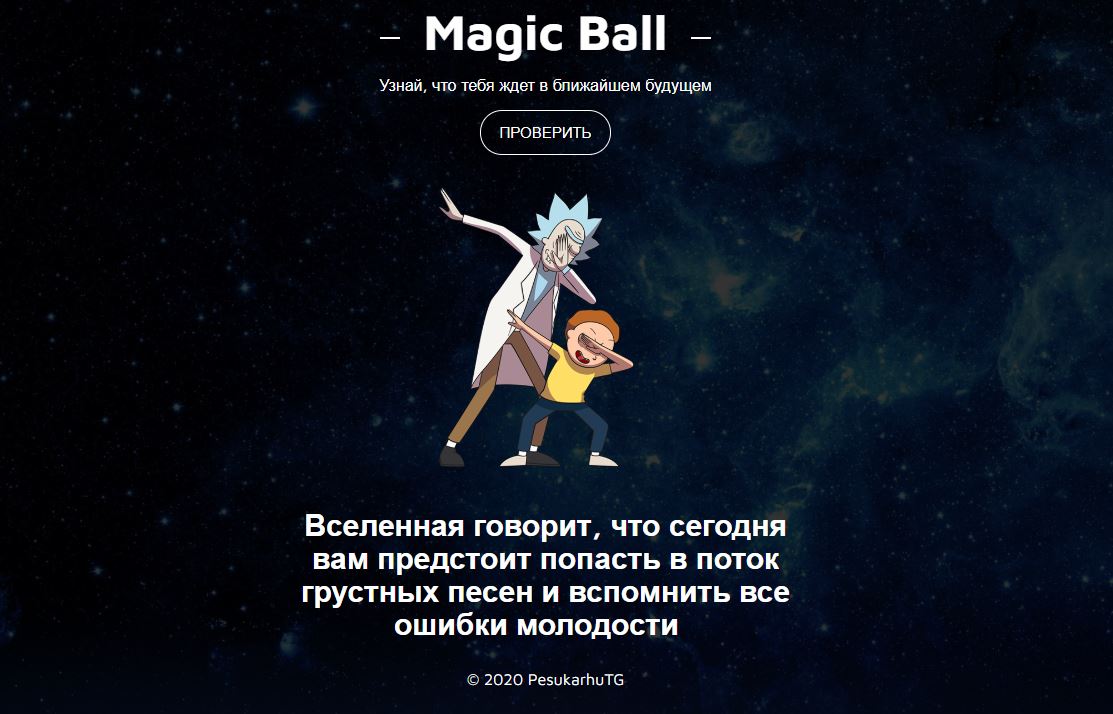 Magic Ball
Узнай, что тебя ждет в ближайшем будущем
ПРОВЕРИТЬ
Вселенная говорит, что сегодня
вам предстоит попасть в поток
грустных песен и вспомнить все
ошибки молодости
© 2020 PesukarhuTG